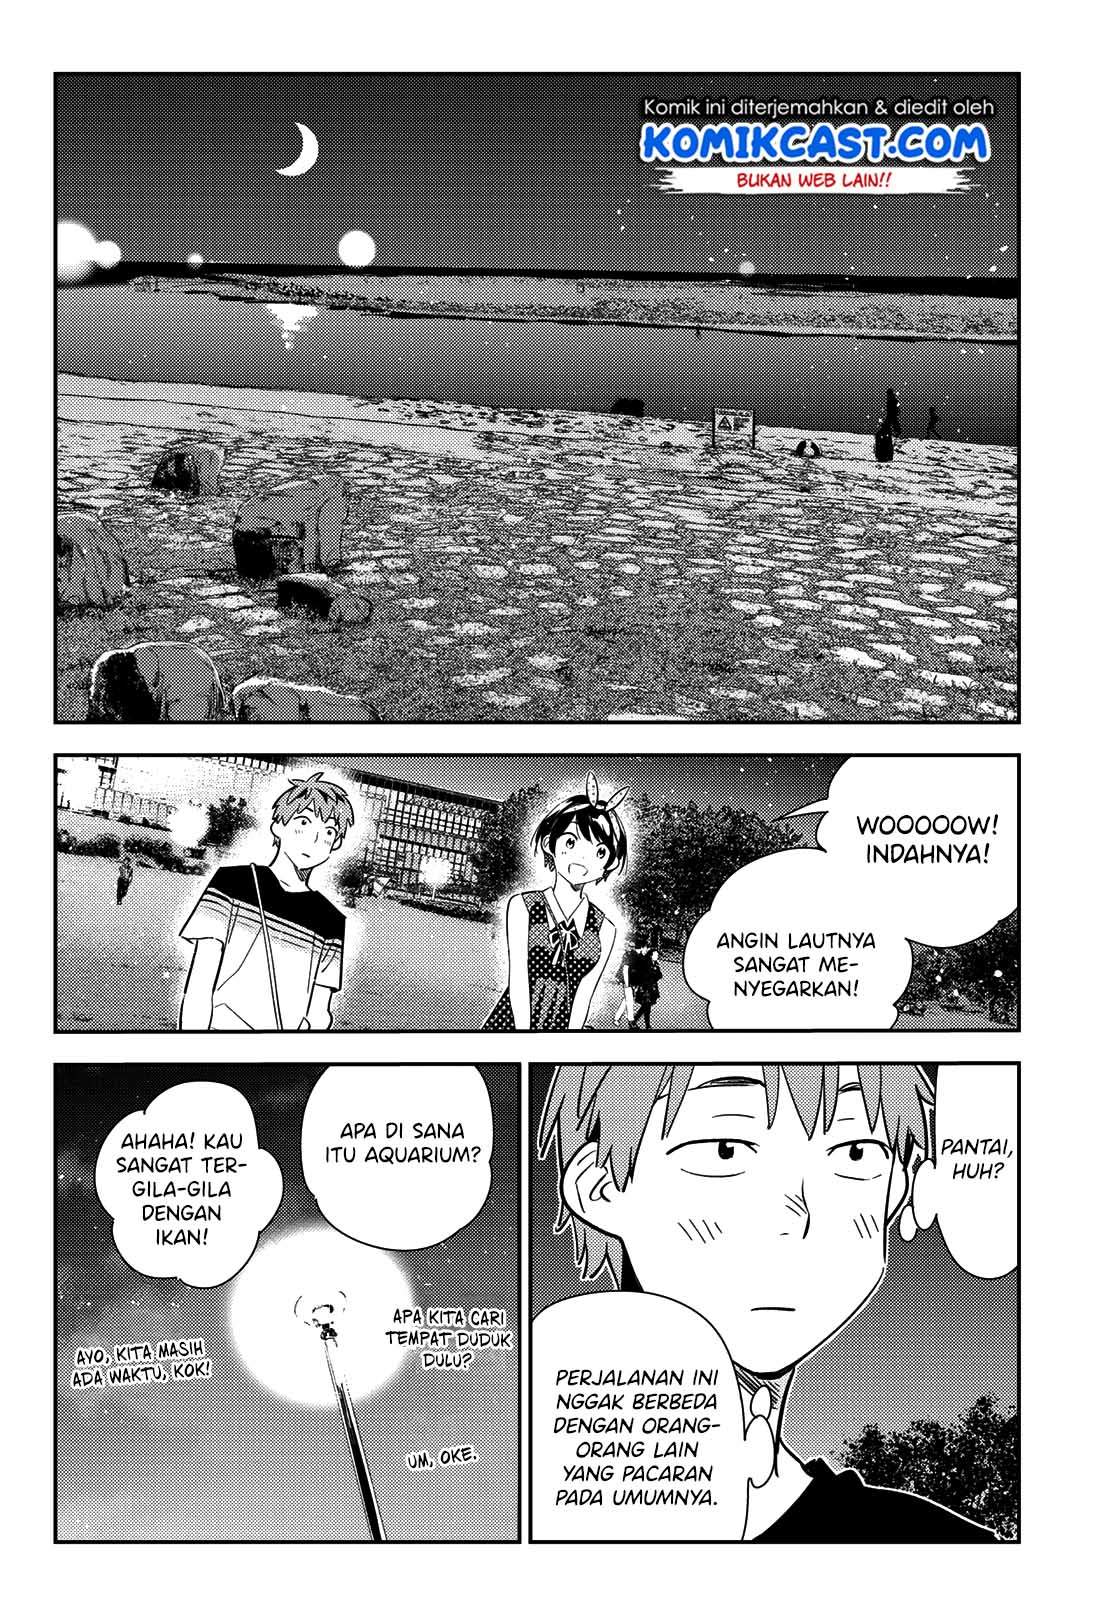 Komik ini diterjemahkan & diedit oleh
KOMIKCAST.COM
BUKAN WEB LAIN!!
WOOOOOW!
INDAHNYA!
ANGIN LAUTNYA
SANGAT ME-
NYEGARKAN!
PANTAI,
HUH?
PERJALANAN INI
NGGAK BERBEDA
DENGAN ORANG-
ORANG LAIN
YANG PACARAN
PADA UMUMNYA.
APA DI SANA
ITU AQUARIUM?
AHAHA! KAU
SANGAT TER-
GILA-GILA
DENGAN
IKAN!
APA KITA CARI
TEMPAT DUDUK
DULU?
AYO, KITA MASIH
ADA WAKTU, KOK!
UM, OKE.